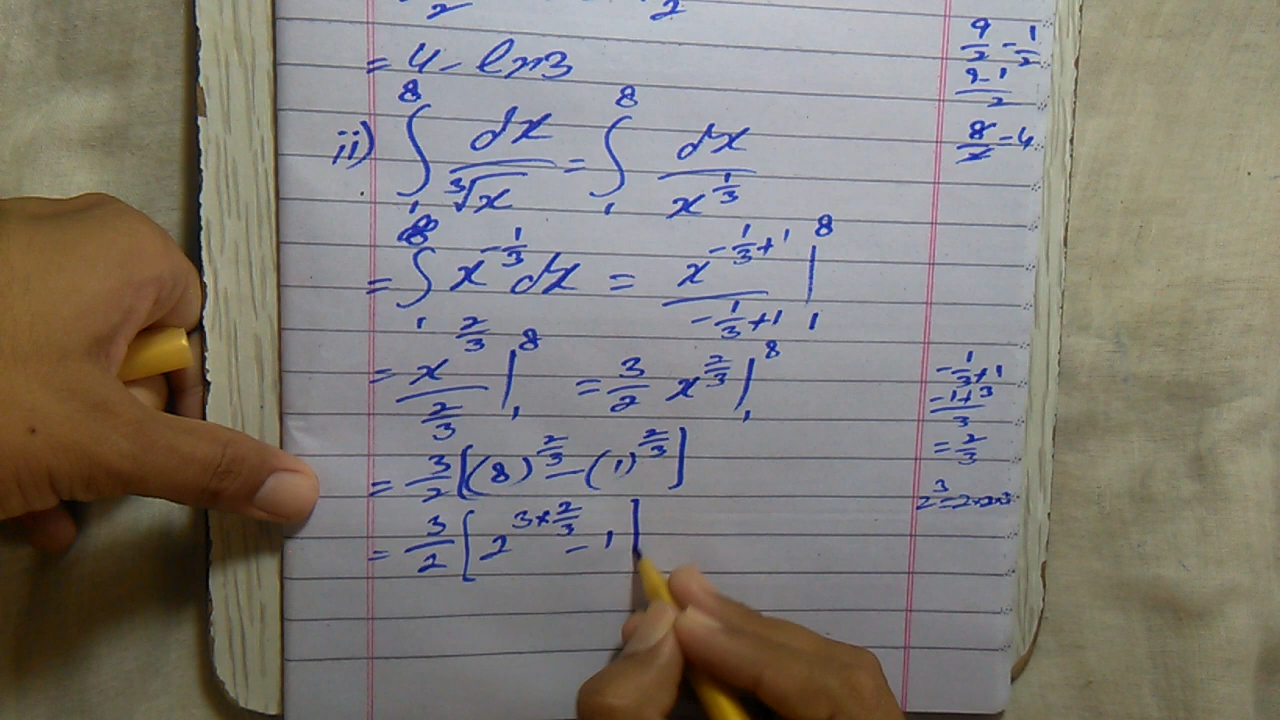 2 2
= 4 - ln3
ii) ∫₁⁸ dx/∛x = ∫₁⁸ dx/x^(1/3)
= ∫₁⁸ x^(-1/3) dx = x^(-1/3+1)/(-1/3+1) |₁⁸
= x^(2/3)/(2/3) |₁⁸ = 3/2 x^(2/3) |₁⁸
= 3/2 [(8)^(2/3) - (1)^(2/3)]
= 3/2 [2^(3×2/3) - 1]
9/2 - 1/2
9-1/2
8/2 = 4
-1/3+1
-1+3/3
= 2/3